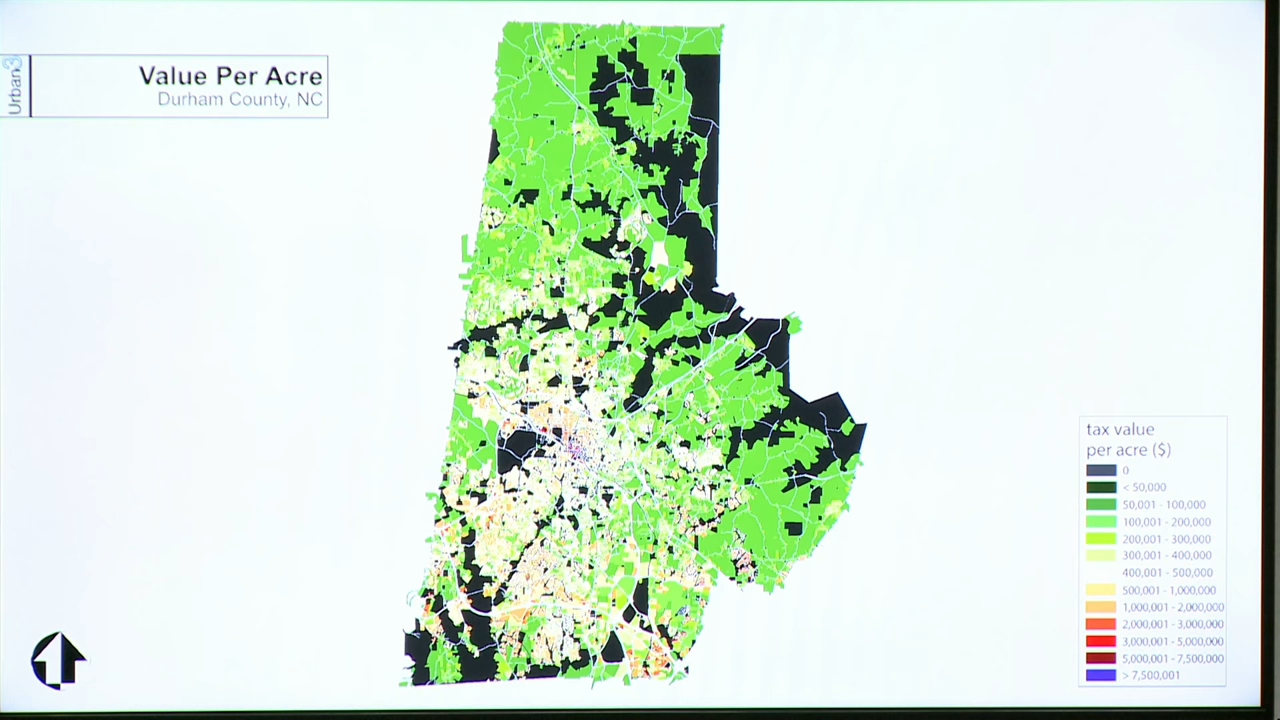 Urban3
Value Per Acre
Durham County, NC
tax value
per acre ($)
0
< 50,000
50,001 - 100,000
100,001 - 200,000
200,001 - 300,000
300,001 - 400,000
400,001 - 500,000
500,001 - 1,000,000
1,000,001 - 2,000,000
2,000,001 - 3,000,000
3,000,001 - 5,000,000
5,000,001 - 7,500,000
> 7,500,001